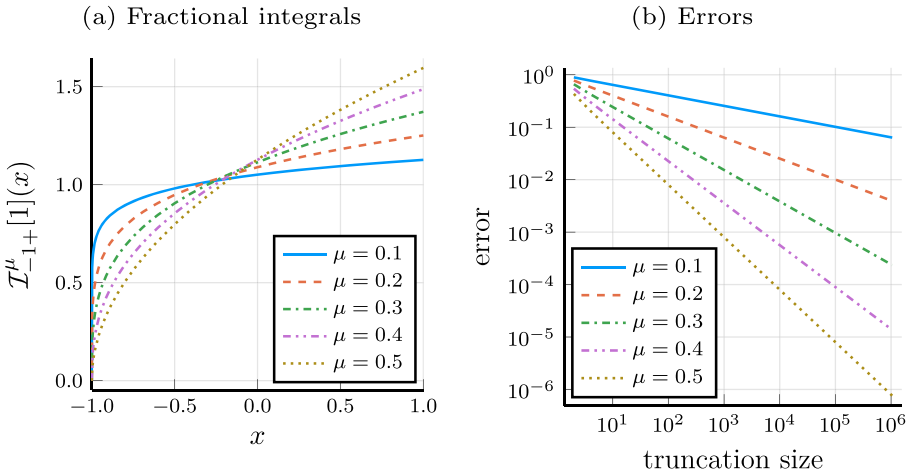 (a) Fractional integrals
1.5
1.0
0.5
0.0
−1.0
−0.5
0.0
0.5
1.0
x
𝓘^μ_{−1+}[1](x)
μ = 0.1
μ = 0.2
μ = 0.3
μ = 0.4
μ = 0.5
(b) Errors
10^0
10^{−1}
10^{−2}
10^{−3}
10^{−4}
10^{−5}
10^{−6}
10^1
10^2
10^3
10^4
10^5
10^6
truncation size
error
μ = 0.1
μ = 0.2
μ = 0.3
μ = 0.4
μ = 0.5